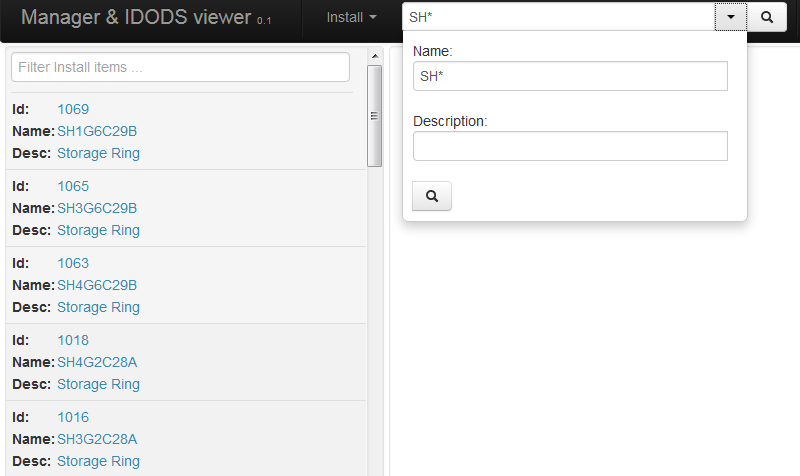 Manager & IDODS viewer 0.1
Install
SH*
Filter Install items ...
Id: 1069
Name: SH1G6C29B
Desc: Storage Ring
Id: 1065
Name: SH3G6C29B
Desc: Storage Ring
Id: 1063
Name: SH4G6C29B
Desc: Storage Ring
Id: 1018
Name: SH4G2C28A
Desc: Storage Ring
Id: 1016
Name: SH3G2C28A
Desc: Storage Ring
Name:
SH*
Description: